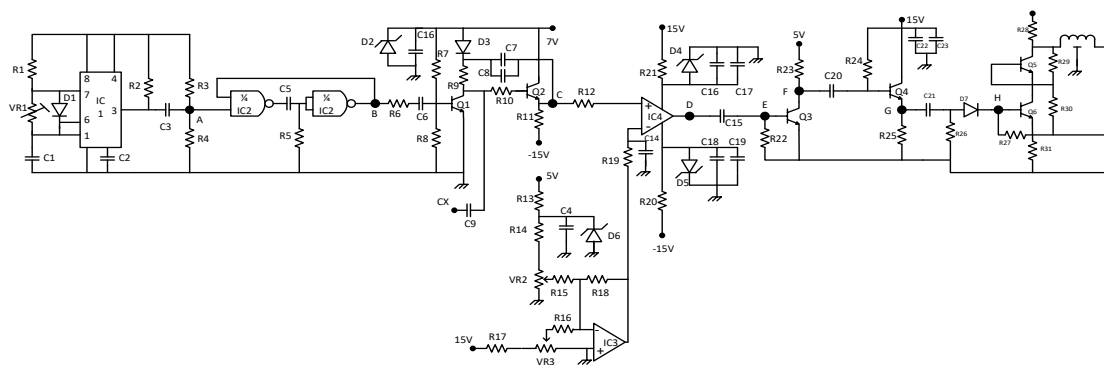 R1
VR1
C1
8
4
7
6
1
3
IC
1
D1
R2
C2
C3
R3
A
R4
¼
IC2
C5
R5
¼
IC2
B
R6
C6
D2
C16
R7
R8
D3
R9
Q1
C7
C8
R10
CX
C9
Q2
7V
C
R11
-15V
R12
5V
R13
R14
C4
D6
VR2
R15
R18
R16
15V
R17
VR3
IC3
-
+
R19
C14
15V
R21
D4
C16
C17
+
-
IC4
D
C15
D5
C18
C19
R20
-15V
E
R22
5V
R23
F
Q3
C20
R24
15V
Q4
C22
C23
G
R25
C21
R26
D7
H
R27
R28
Q5
R29
Q6
R30
R31